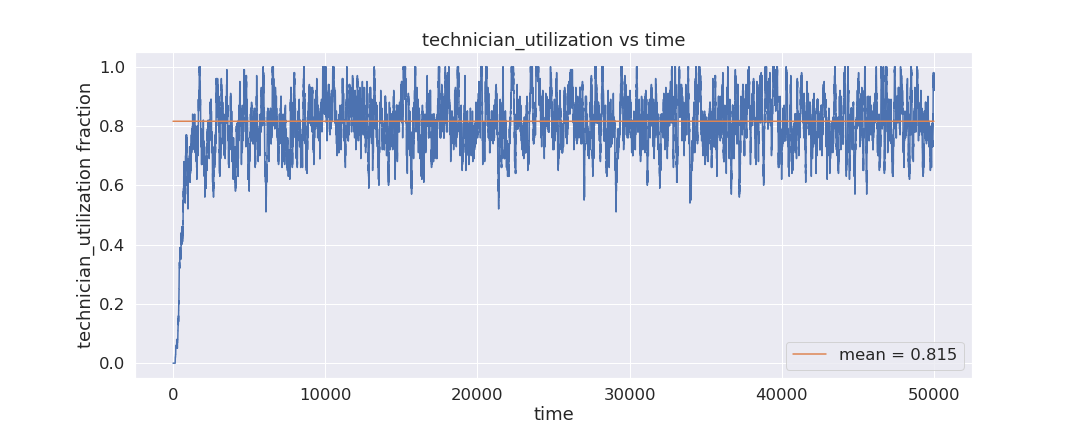 technician_utilization vs time
technician_utilization fraction
1.0
0.8
0.6
0.4
0.2
0.0
mean = 0.815
0 10000 20000 30000 40000 50000
time